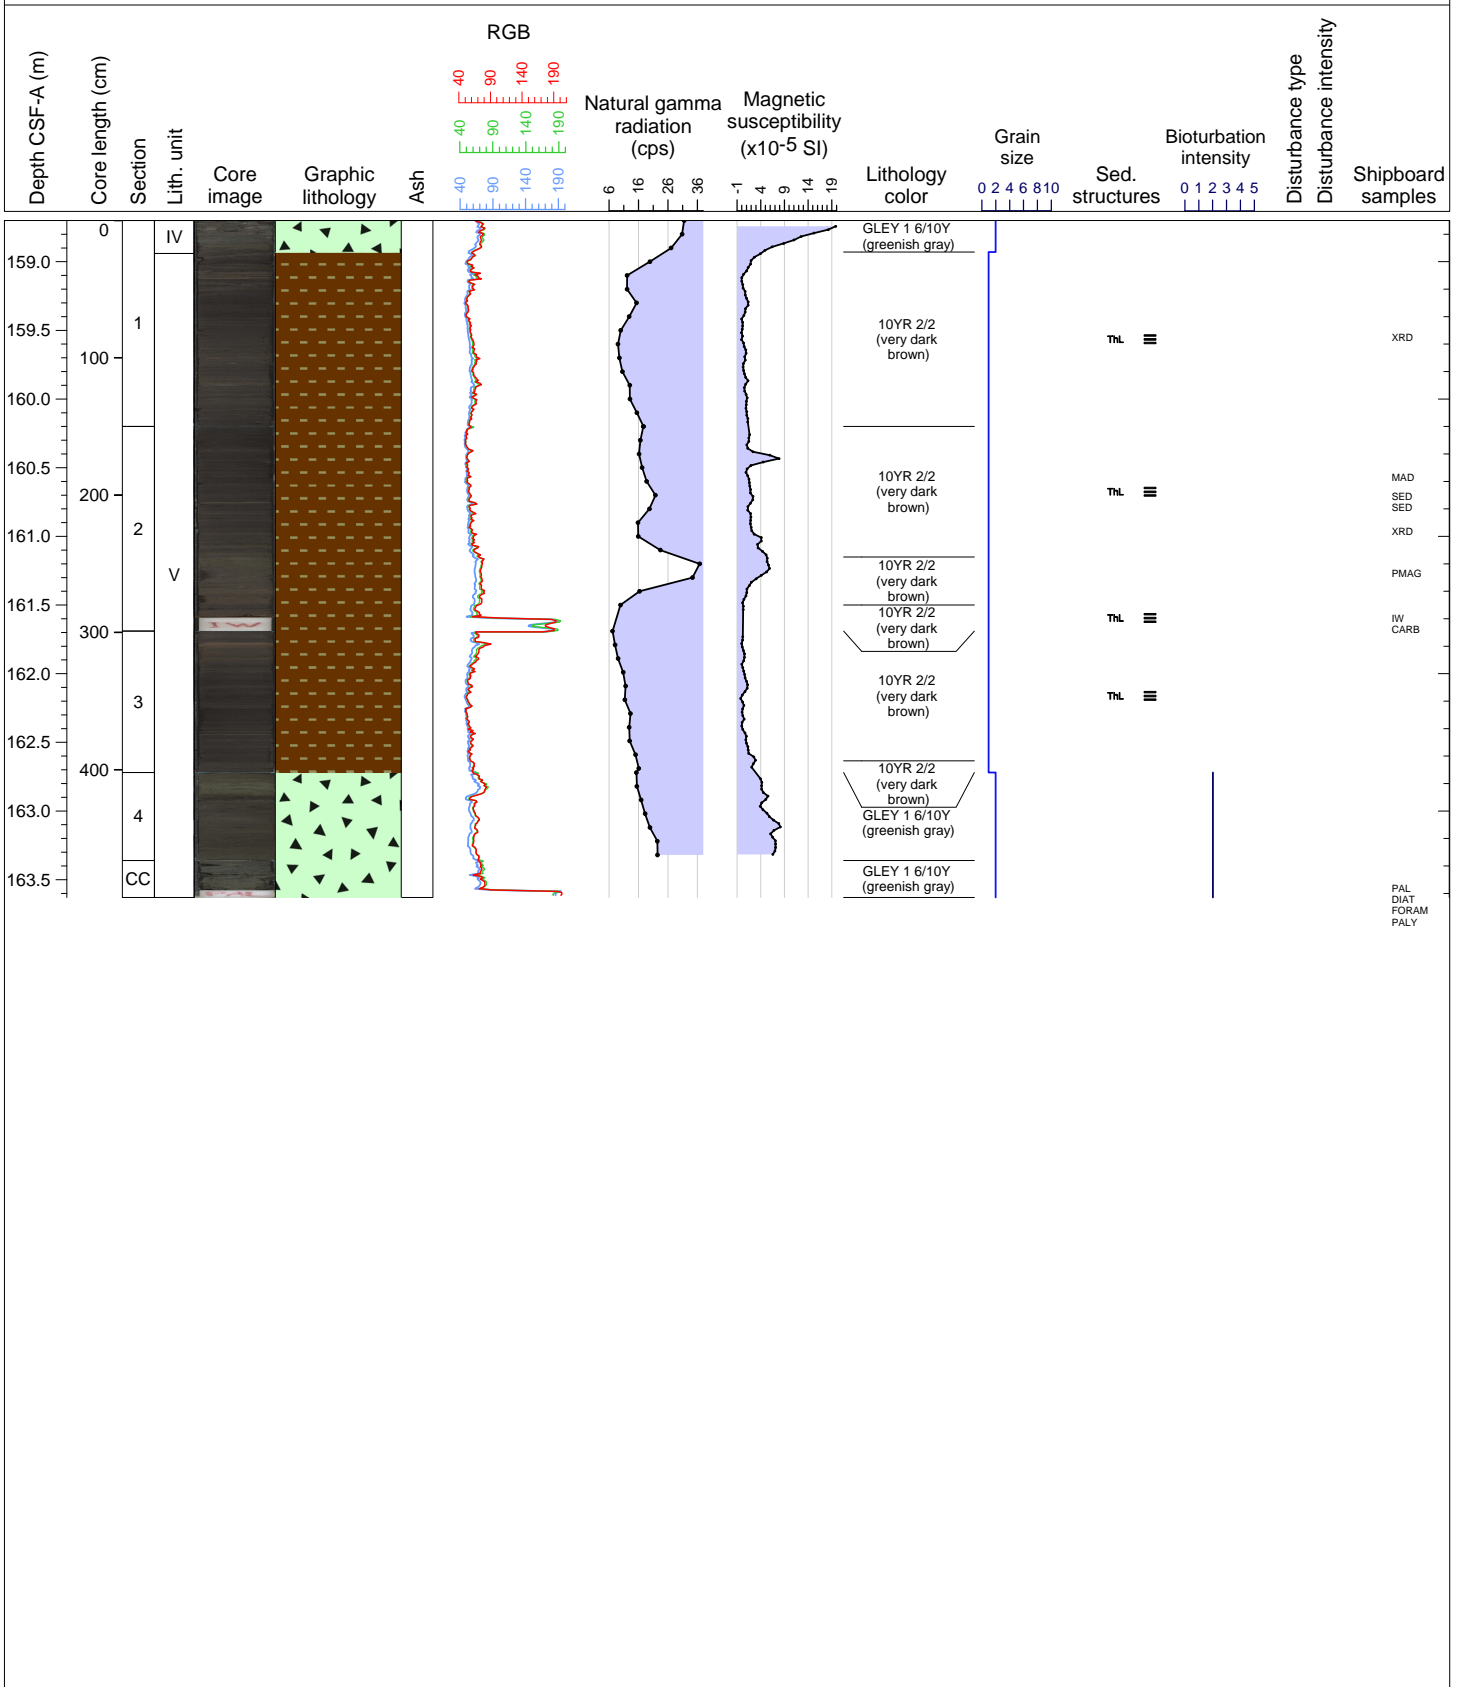 RGB
40 90 140 190
40 90 140 190
40 90 140 190
Depth CSF-A (m)
Core length (cm)
Section
Lith. unit
Core
image
Graphic
lithology
Ash
Natural gamma
radiation
(cps)
6 16 26 36
Magnetic
susceptibility
(x10-5 SI)
-1 4 9 14 19
Lithology
color
Grain
size
0 2 4 6 8 10
Sed.
structures
Bioturbation
intensity
0 1 2 3 4 5
Disturbance type
Disturbance intensity
Shipboard
samples
159.0
159.5
160.0
160.5
161.0
161.5
162.0
162.5
163.0
163.5
0
100
200
300
400
1
2
3
4
CC
IV
V
IW
GLEY 1 6/10Y
(greenish gray)
10YR 2/2
(very dark
brown)
10YR 2/2
(very dark
brown)
10YR 2/2
(very dark
brown)
10YR 2/2
(very dark
brown)
10YR 2/2
(very dark
brown)
10YR 2/2
(very dark
brown)
GLEY 1 6/10Y
(greenish gray)
GLEY 1 6/10Y
(greenish gray)
ThL
ThL
ThL
ThL
XRD
MAD
SED
SED
XRD
PMAG
IW
CARB
PAL
DIAT
FORAM
PALY